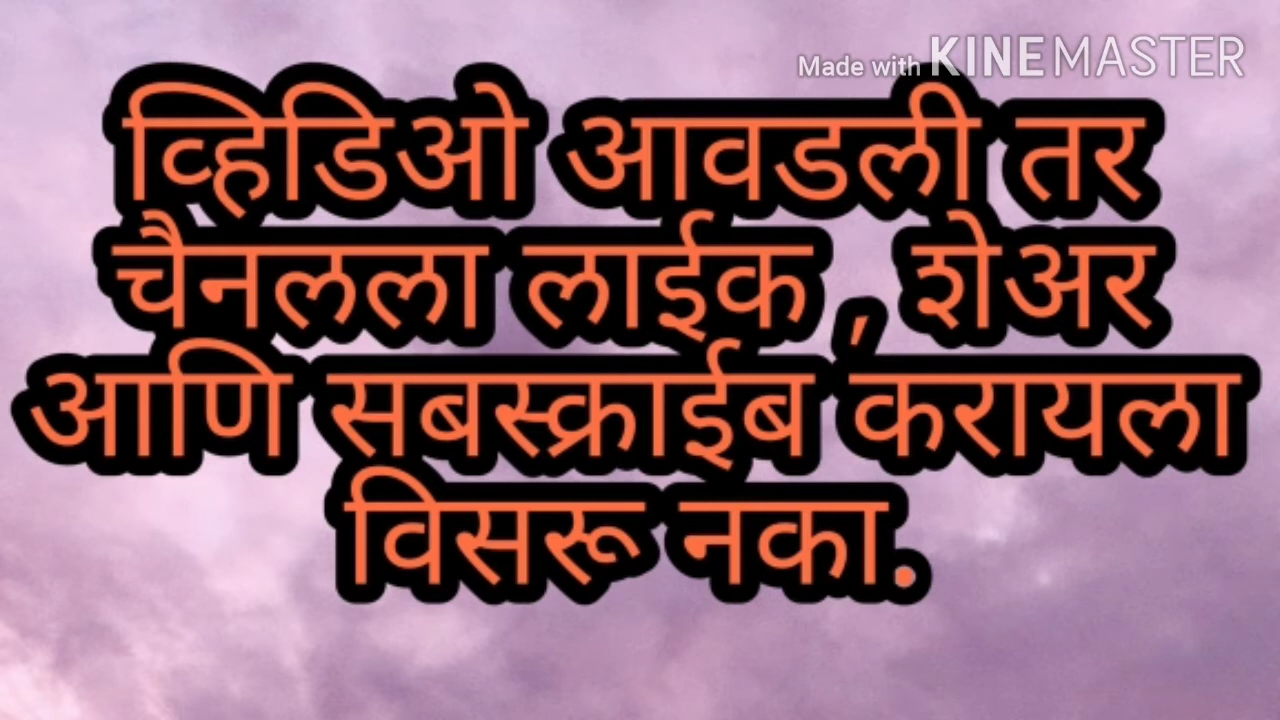 Made with KINEMASTER
व्हिडिओ आवडली तर
चैनलला लाईक , शेअर
आणि सबस्क्राईब करायला
विसरू नका.